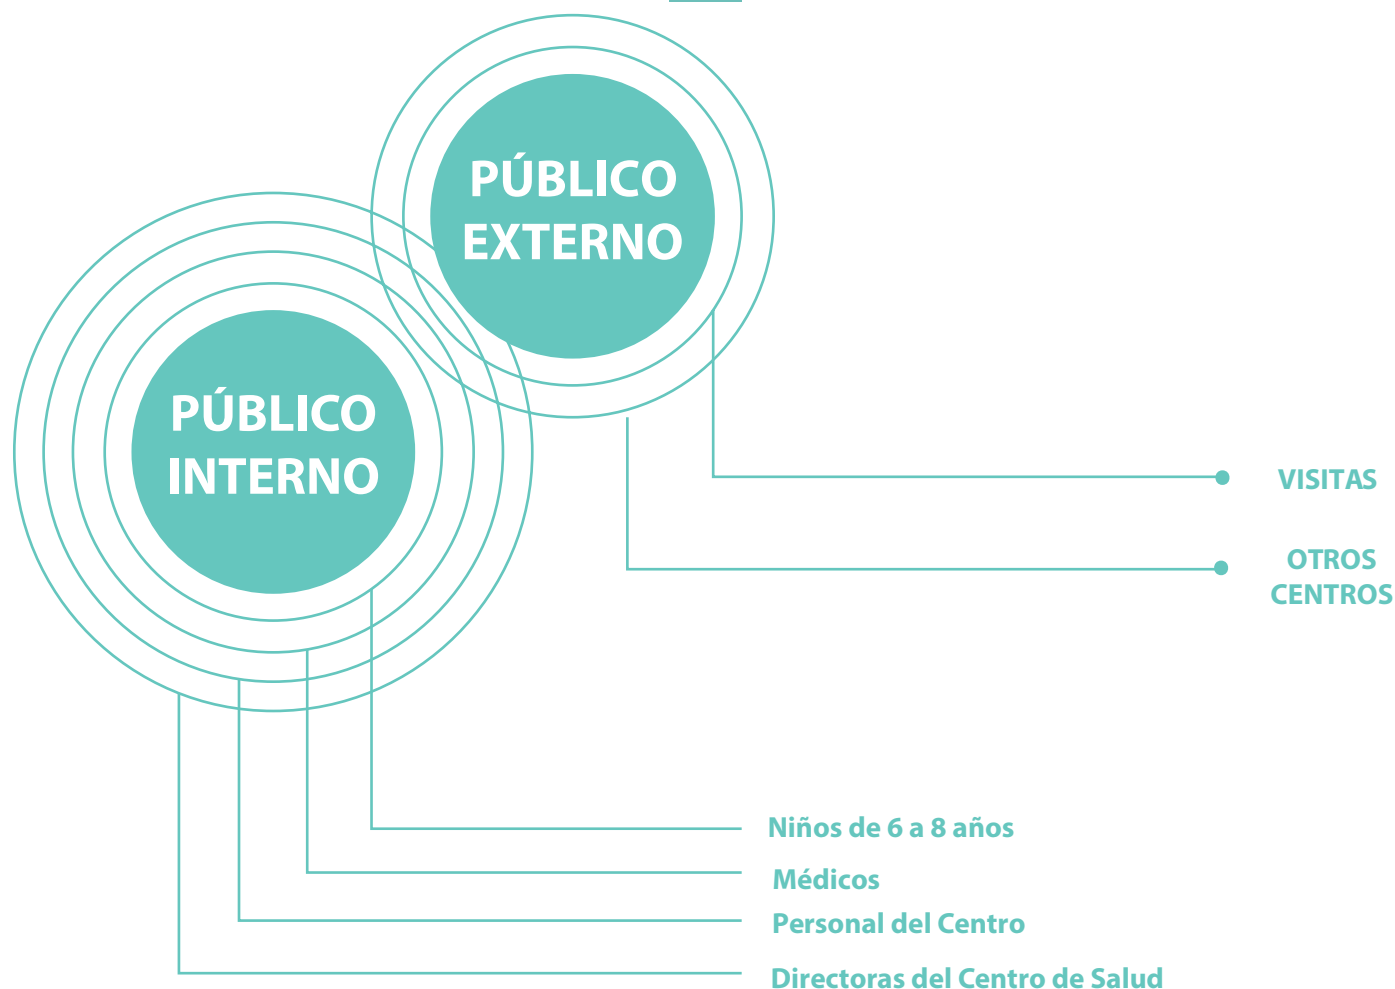 PÚBLICO
EXTERNO
PÚBLICO
INTERNO
VISITAS
OTROS
CENTROS
Niños de 6 a 8 años
Médicos
Personal del Centro
Directoras del Centro de Salud